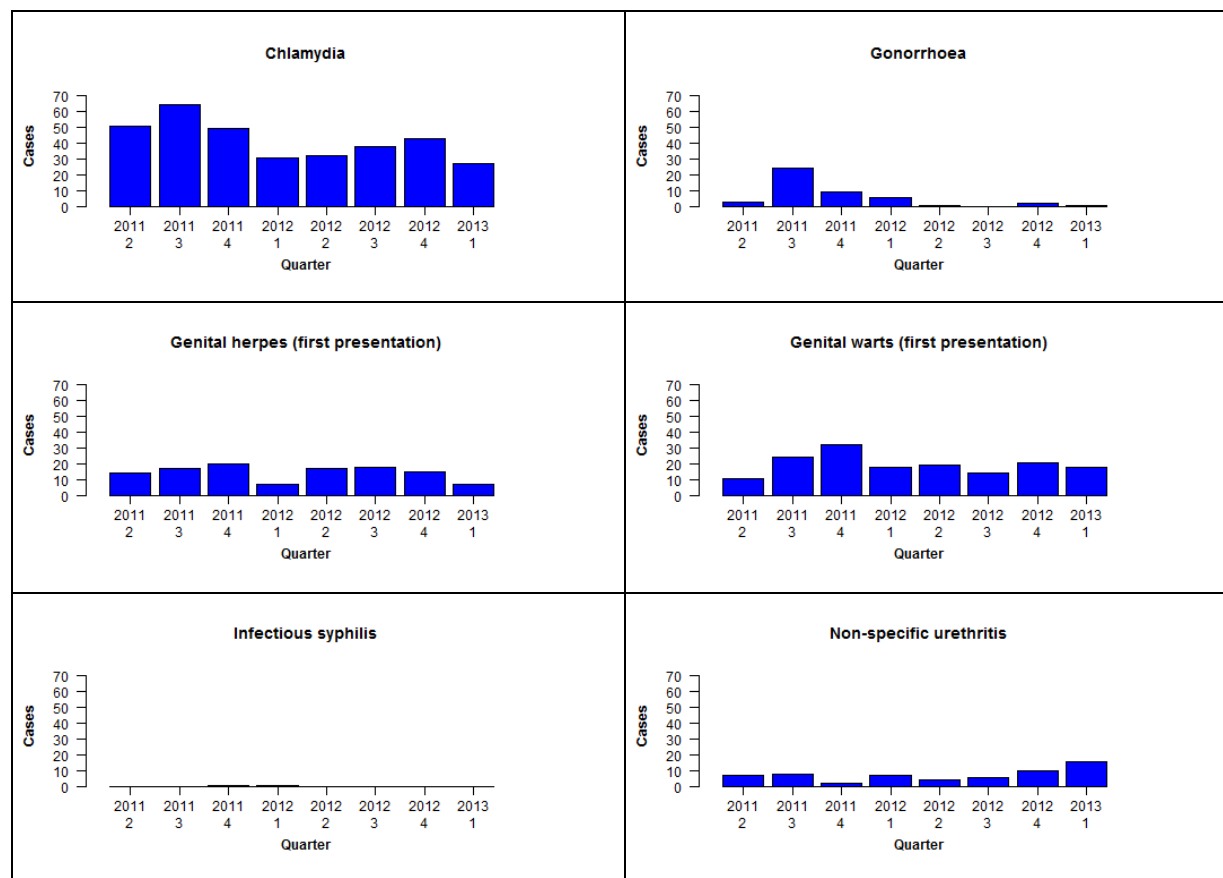 Chlamydia
70
60
50
40
30
20
10
0
Cases
2011 2011 2011 2012 2012 2012 2012 2013
2 3 4 1 2 3 4 1
Quarter
Gonorrhoea
70
60
50
40
30
20
10
0
Cases
2011 2011 2011 2012 2012 2012 2012 2013
2 3 4 1 2 3 4 1
Quarter
Genital herpes (first presentation)
70
60
50
40
30
20
10
0
Cases
2011 2011 2011 2012 2012 2012 2012 2013
2 3 4 1 2 3 4 1
Quarter
Genital warts (first presentation)
70
60
50
40
30
20
10
0
Cases
2011 2011 2011 2012 2012 2012 2012 2013
2 3 4 1 2 3 4 1
Quarter
Infectious syphilis
70
60
50
40
30
20
10
0
Cases
2011 2011 2011 2012 2012 2012 2012 2013
2 3 4 1 2 3 4 1
Quarter
Non-specific urethritis
70
60
50
40
30
20
10
0
Cases
2011 2011 2011 2012 2012 2012 2012 2013
2 3 4 1 2 3 4 1
Quarter